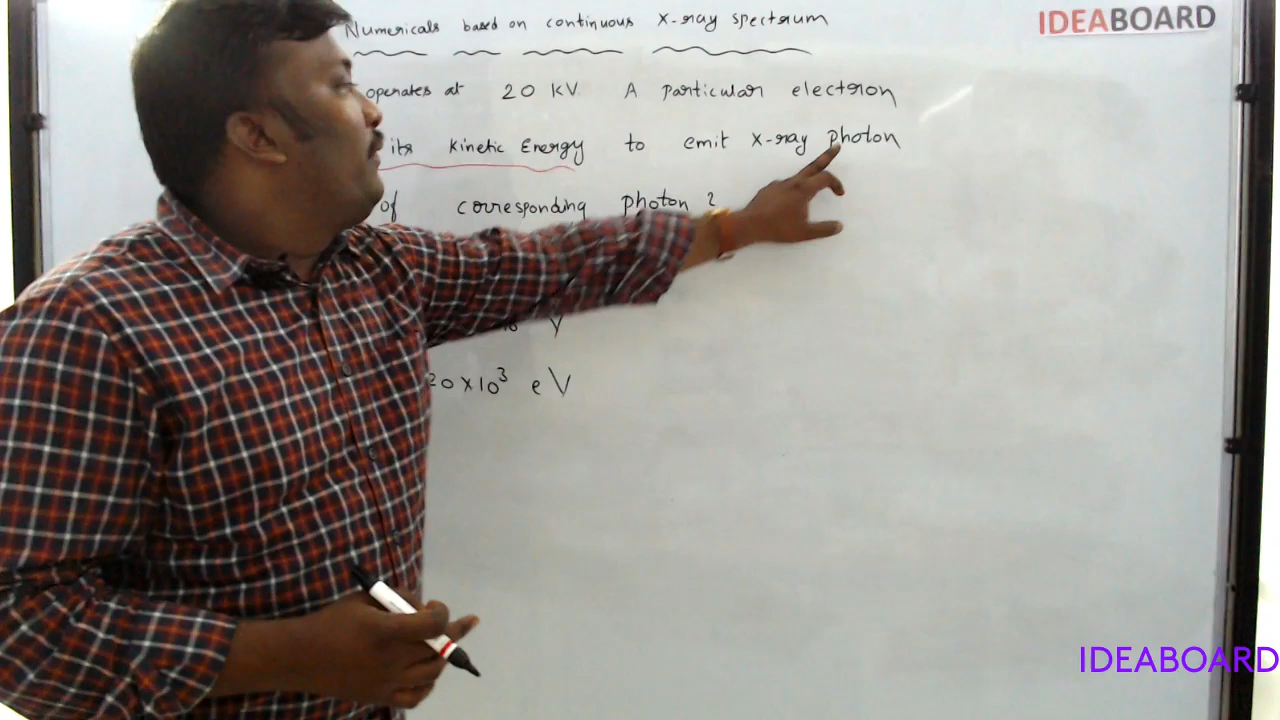 Numericals based on continuous X-ray spectrum
IDEABOARD
operates at 20 KV. A particular electron
its kinetic Energy to emit X-ray photon
of corresponding photon ?
V
20 x 10³ eV
IDEABOARD